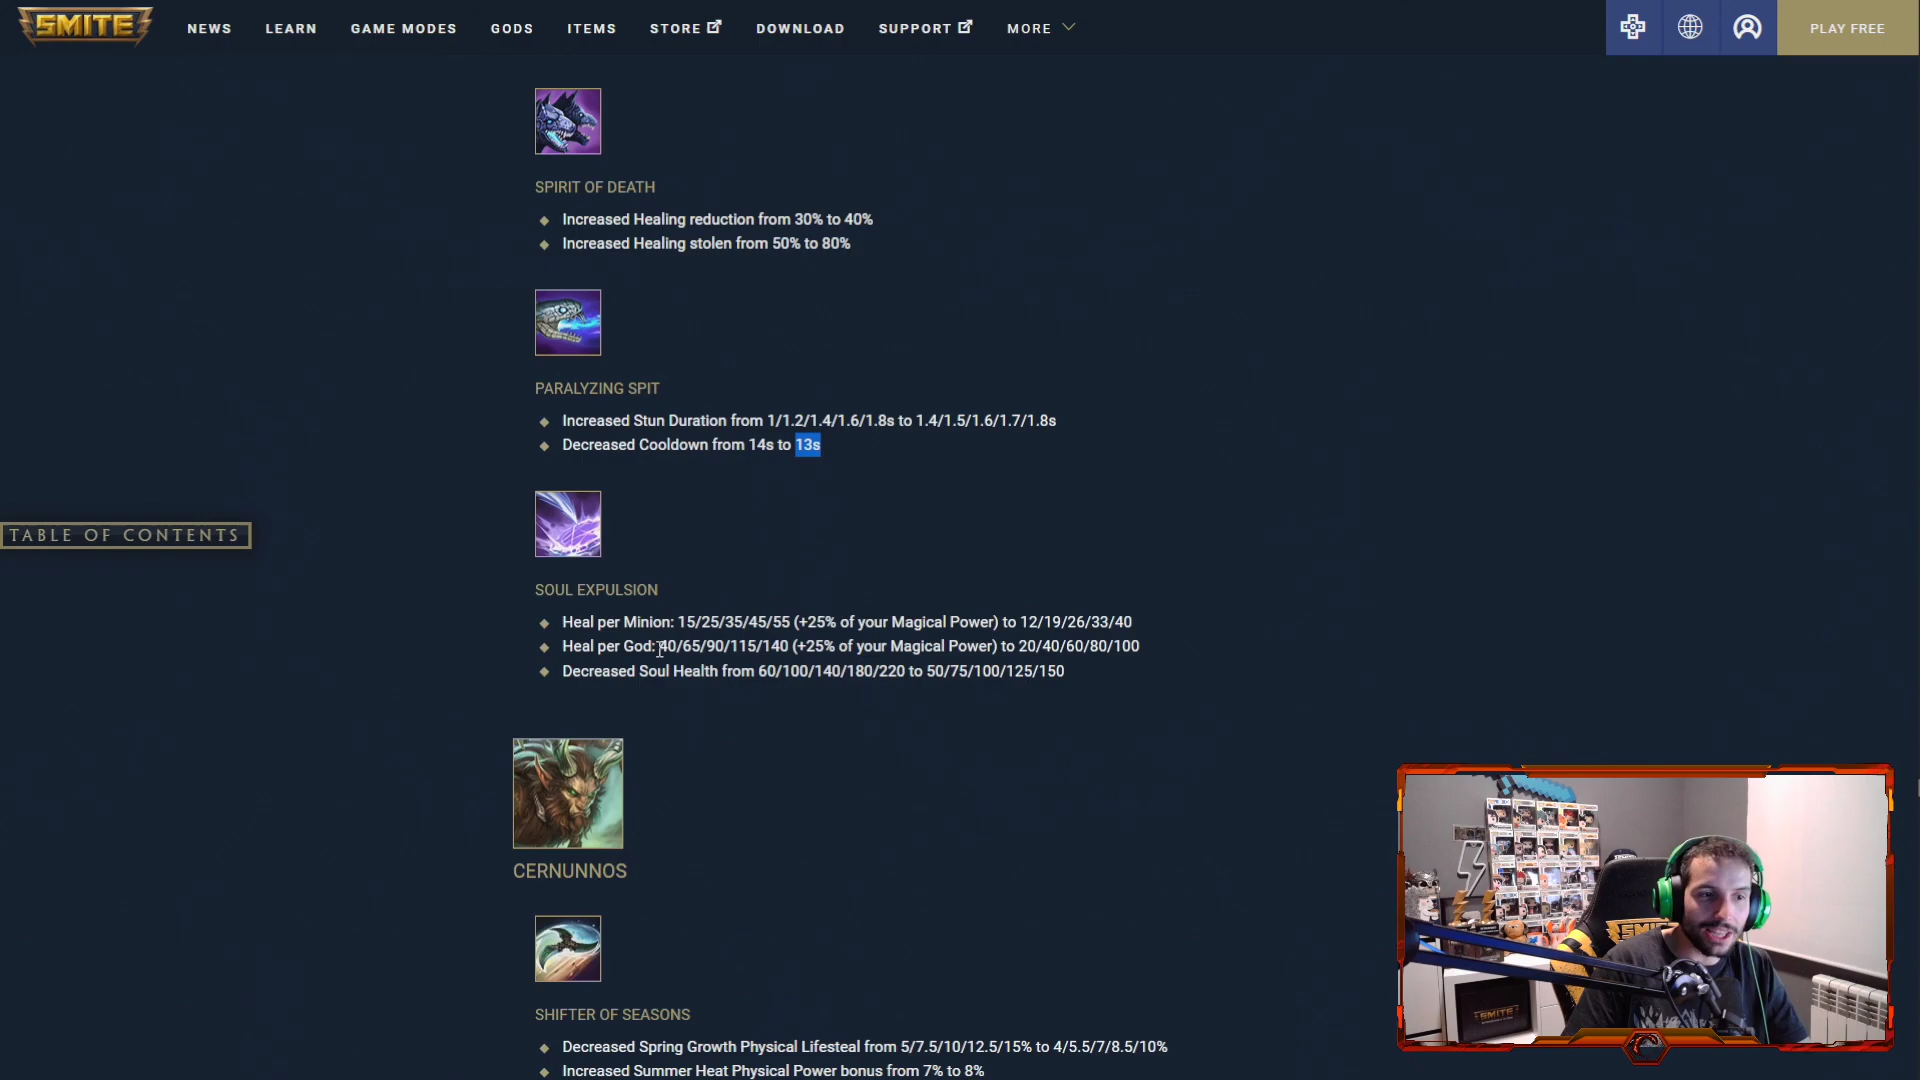 SMITE
NEWS LEARN GAME MODES GODS ITEMS STORE DOWNLOAD SUPPORT MORE PLAY FREE
SPIRIT OF DEATH
Increased Healing reduction from 30% to 40%
Increased Healing stolen from 50% to 80%
PARALYZING SPIT
Increased Stun Duration from 1/1.2/1.4/1.6/1.8s to 1.4/1.5/1.6/1.7/1.8s
Decreased Cooldown from 14s to 13s
TABLE OF CONTENTS
SOUL EXPULSION
Heal per Minion: 15/25/35/45/55 (+25% of your Magical Power) to 12/19/26/33/40
Heal per God: 40/65/90/115/140 (+25% of your Magical Power) to 20/40/60/80/100
Decreased Soul Health from 60/100/140/180/220 to 50/75/100/125/150
CERNUNNOS
SHIFTER OF SEASONS
Decreased Spring Growth Physical Lifesteal from 5/7.5/10/12.5/15% to 4/5.5/7/8.5/10%
Increased Summer Heat Physical Power bonus from 7% to 8%
SMITE